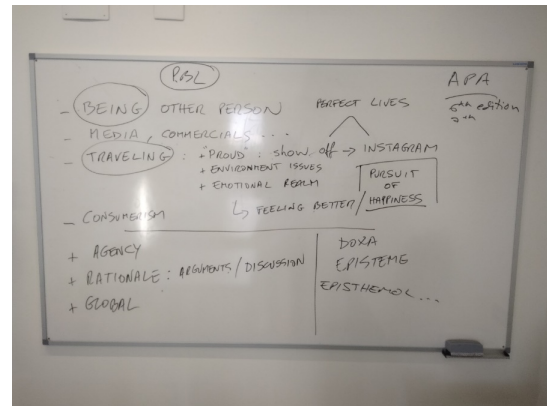 PBL
APA
6th edition
7th
- BEING OTHER PERSON
PERFECT LIVES
- MEDIA, COMMERCIALS ...
- TRAVELING : + "PROUD" : show off → INSTAGRAM
+ ENVIRONMENT ISSUES
+ EMOTIONAL REALM
↳ FEELING BETTER /
PURSUIT
OF
HAPPINESS
- CONSUMERISM
+ AGENCY
+ RATIONALE : ARGUMENTS / DISCUSSION
+ GLOBAL
DOXA
EPISTEME
EPISTHEMOL...